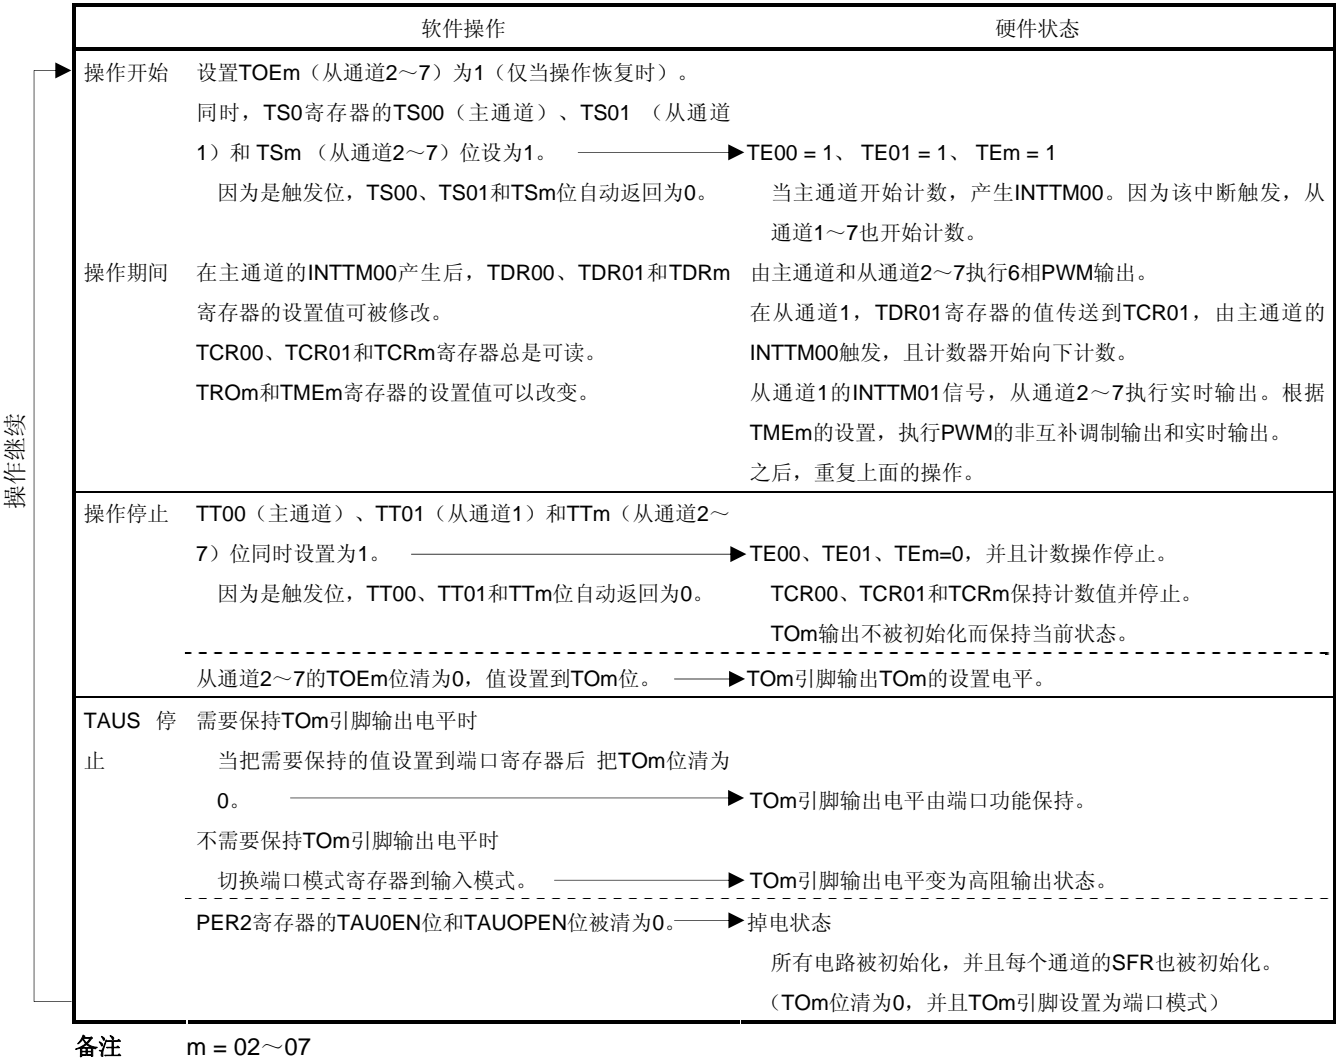 软件操作 硬件状态
操作开始 设置TOEm（从通道2～7）为1（仅当操作恢复时）。
同时，TS0寄存器的TS00（主通道）、TS01 （从通道
1）和 TSm （从通道2～7）位设为1。 TE00 = 1、 TE01 = 1、 TEm = 1
因为是触发位，TS00、TS01和TSm位自动返回为0。 当主通道开始计数，产生INTTM00。因为该中断触发，从
通道1～7也开始计数。
操作期间 在主通道的INTTM00产生后，TDR00、TDR01和TDRm 由主通道和从通道2～7执行6相PWM输出。
寄存器的设置值可被修改。 在从通道1，TDR01寄存器的值传送到TCR01，由主通道的
TCR00、TCR01和TCRm寄存器总是可读。 INTTM00触发，且计数器开始向下计数。
TROm和TMEm寄存器的设置值可以改变。 从通道1的INTTM01信号，从通道2～7执行实时输出。根据
TMEm的设置，执行PWM的非互补调制输出和实时输出。
之后，重复上面的操作。
操作继续
操作停止 TT00（主通道）、TT01（从通道1）和TTm（从通道2～
7）位同时设置为1。 TE00、TE01、TEm=0，并且计数操作停止。
因为是触发位，TT00、TT01和TTm位自动返回为0。 TCR00、TCR01和TCRm保持计数值并停止。
TOm输出不被初始化而保持当前状态。
从通道2～7的TOEm位清为0，值设置到TOm位。 TOm引脚输出TOm的设置电平。
TAUS 停 需要保持TOm引脚输出电平时
止 当把需要保持的值设置到端口寄存器后 把TOm位清为
0。 TOm引脚输出电平由端口功能保持。
不需要保持TOm引脚输出电平时
切换端口模式寄存器到输入模式。 TOm引脚输出电平变为高阻输出状态。
PER2寄存器的TAU0EN位和TAUOPEN位被清为0。 掉电状态
所有电路被初始化，并且每个通道的SFR也被初始化。
（TOm位清为0，并且TOm引脚设置为端口模式）
备注 m = 02～07